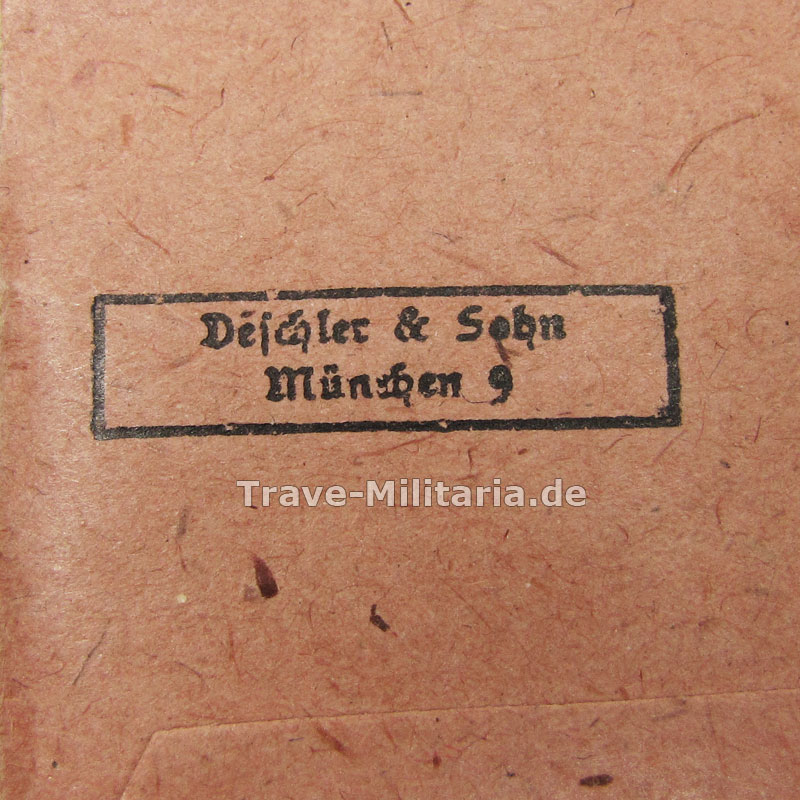 Deschler & Sohn
München 9
Trave-Militaria.de